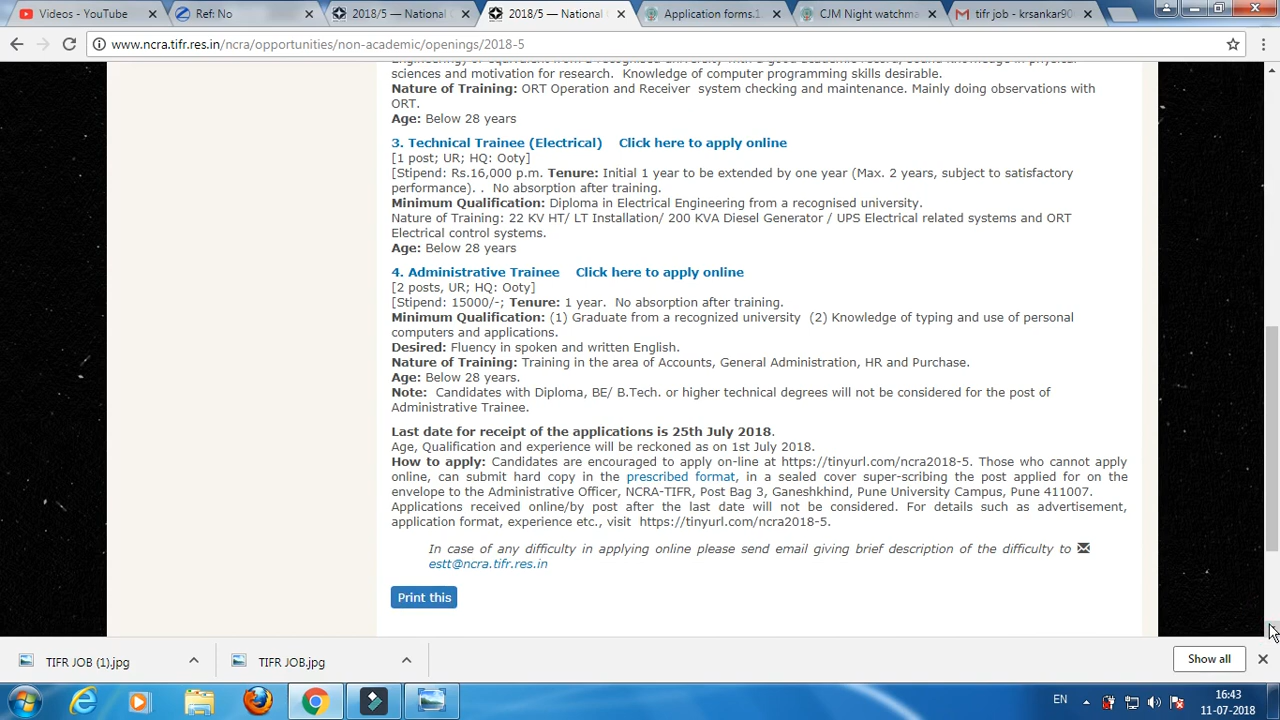 Videos - YouTube
Ref: No
2018/5 — National
2018/5 — National
Application forms.1
CJM Night watchma
tifr job - krsankar90
www.ncra.tifr.res.in/ncra/opportunities/non-academic/openings/2018-5
sciences and motivation for research. Knowledge of computer programming skills desirable.
Nature of Training: ORT Operation and Receiver system checking and maintenance. Mainly doing observations with
ORT.
Age: Below 28 years
3. Technical Trainee (Electrical) Click here to apply online
[1 post; UR; HQ: Ooty]
[Stipend: Rs.16,000 p.m. Tenure: Initial 1 year to be extended by one year (Max. 2 years, subject to satisfactory
performance). . No absorption after training.
Minimum Qualification: Diploma in Electrical Engineering from a recognised university.
Nature of Training: 22 KV HT/ LT Installation/ 200 KVA Diesel Generator / UPS Electrical related systems and ORT
Electrical control systems.
Age: Below 28 years
4. Administrative Trainee Click here to apply online
[2 posts, UR; HQ: Ooty]
[Stipend: 15000/-; Tenure: 1 year. No absorption after training.
Minimum Qualification: (1) Graduate from a recognized university (2) Knowledge of typing and use of personal
computers and applications.
Desired: Fluency in spoken and written English.
Nature of Training: Training in the area of Accounts, General Administration, HR and Purchase.
Age: Below 28 years.
Note: Candidates with Diploma, BE/ B.Tech. or higher technical degrees will not be considered for the post of
Administrative Trainee.
Last date for receipt of the applications is 25th July 2018.
Age, Qualification and experience will be reckoned as on 1st July 2018.
How to apply: Candidates are encouraged to apply on-line at https://tinyurl.com/ncra2018-5. Those who cannot apply
online, can submit hard copy in the prescribed format, in a sealed cover super-scribing the post applied for on the
envelope to the Administrative Officer, NCRA-TIFR, Post Bag 3, Ganeshkhind, Pune University Campus, Pune 411007.
Applications received online/by post after the last date will not be considered. For details such as advertisement,
application format, experience etc., visit https://tinyurl.com/ncra2018-5.
In case of any difficulty in applying online please send email giving brief description of the difficulty to
estt@ncra.tifr.res.in
Print this
TIFR JOB (1).jpg
TIFR JOB.jpg
Show all
EN
16:43
11-07-2018